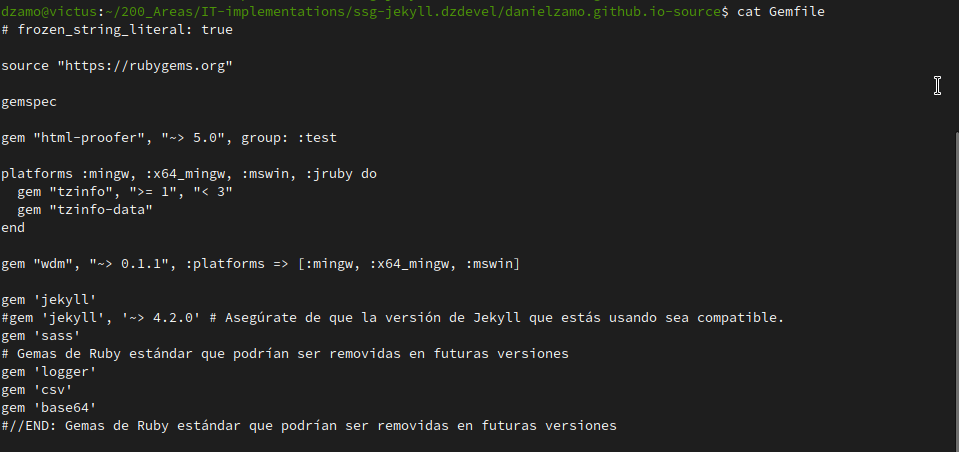 dzamo@victus:~/200_Areas/IT-implementations/ssg-jekyll.dzdevel/danielzamo.github.io-source$ cat Gemfile
# frozen_string_literal: true
source "https://rubygems.org"
gemspec
gem "html-proofer", "~> 5.0", group: :test
platforms :mingw, :x64_mingw, :mswin, :jruby do
  gem "tzinfo", ">= 1", "< 3"
  gem "tzinfo-data"
end
gem "wdm", "~> 0.1.1", :platforms => [:mingw, :x64_mingw, :mswin]
gem 'jekyll'
#gem 'jekyll', '~> 4.2.0' # Asegúrate de que la versión de Jekyll que estás usando sea compatible.
gem 'sass'
# Gemas de Ruby estándar que podrían ser removidas en futuras versiones
gem 'logger'
gem 'csv'
gem 'base64'
#//END: Gemas de Ruby estándar que podrían ser removidas en futuras versiones